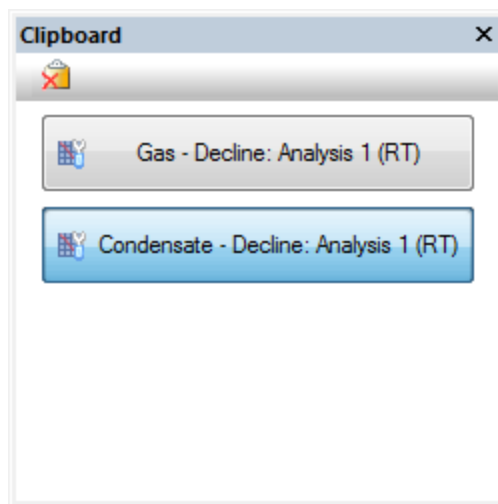 Clipboard
Gas - Decline: Analysis 1 (RT)
Condensate - Decline: Analysis 1 (RT)